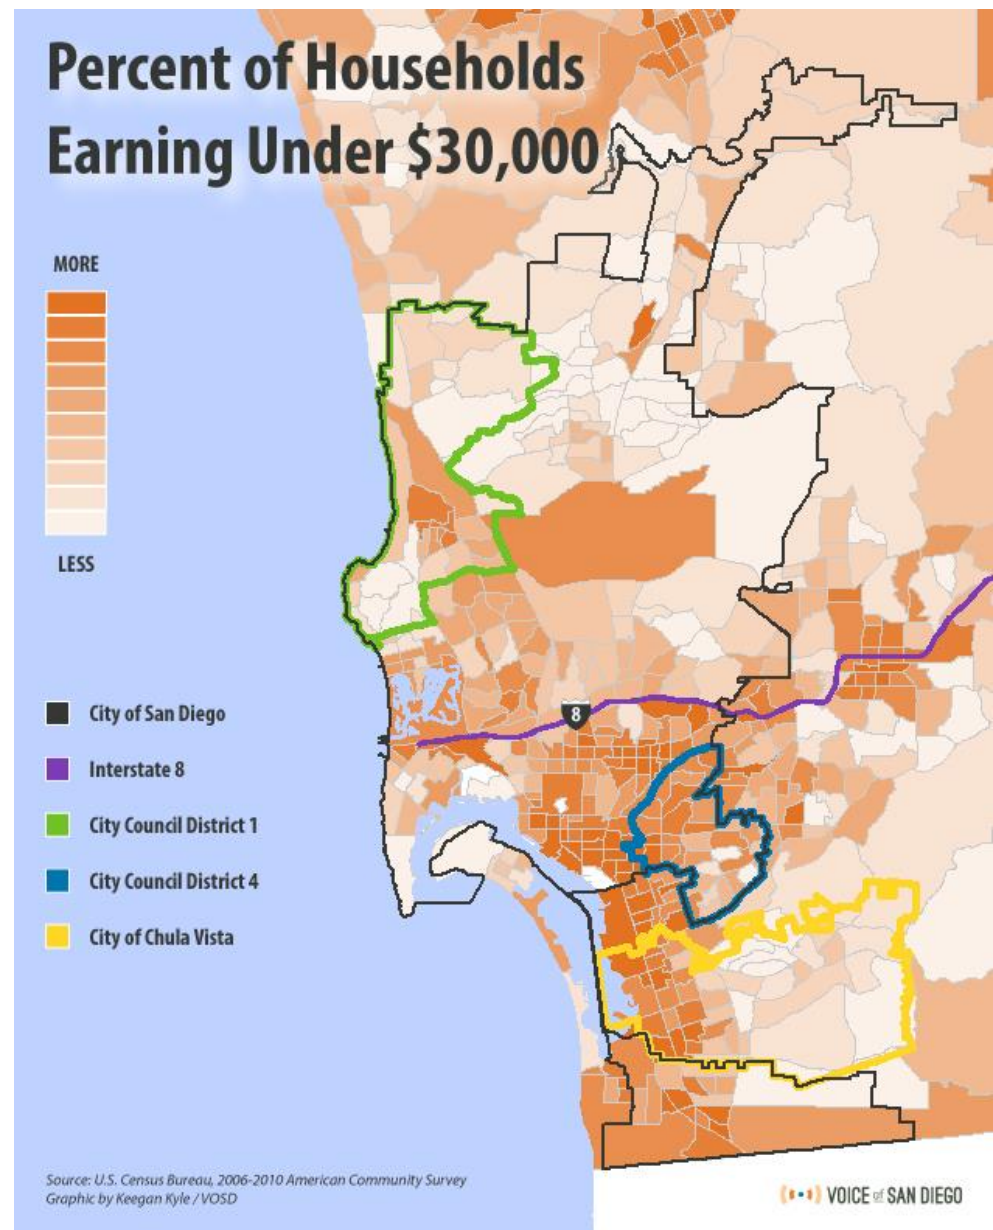 Percent of Households
Earning Under $30,000
MORE
LESS
8
City of San Diego
Interstate 8
City Council District 1
City Council District 4
City of Chula Vista
Source: U.S. Census Bureau, 2006-2010 American Community Survey
Graphic by Keegan Kyle / VOSD
VOICE of SAN DIEGO